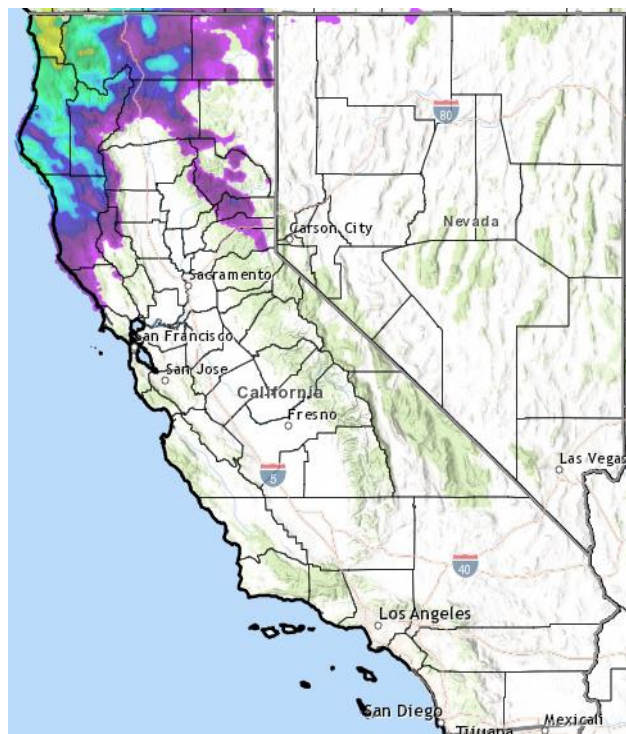 80
Nevada
Carson City
Sacramento
San Francisco
San Jose
California
Fresno
Las Vegas
5
40
Los Angeles
San Diego
Mexicali
Tijuana